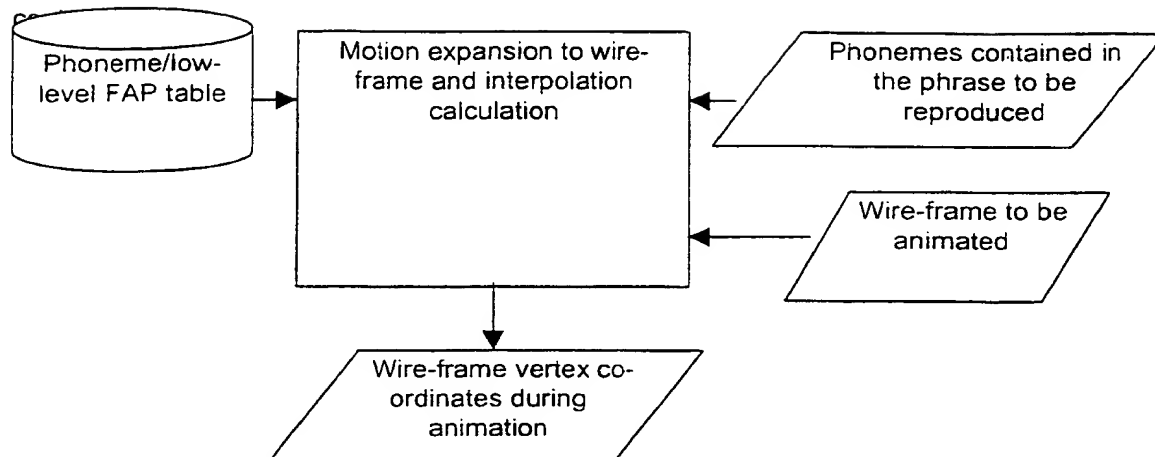 Phoneme/low-
level FAP table
Motion expansion to wire-
frame and interpolation
calculation
Phonemes contained in
the phrase to be
reproduced
Wire-frame to be
animated
Wire-frame vertex co-
ordinates during
animation